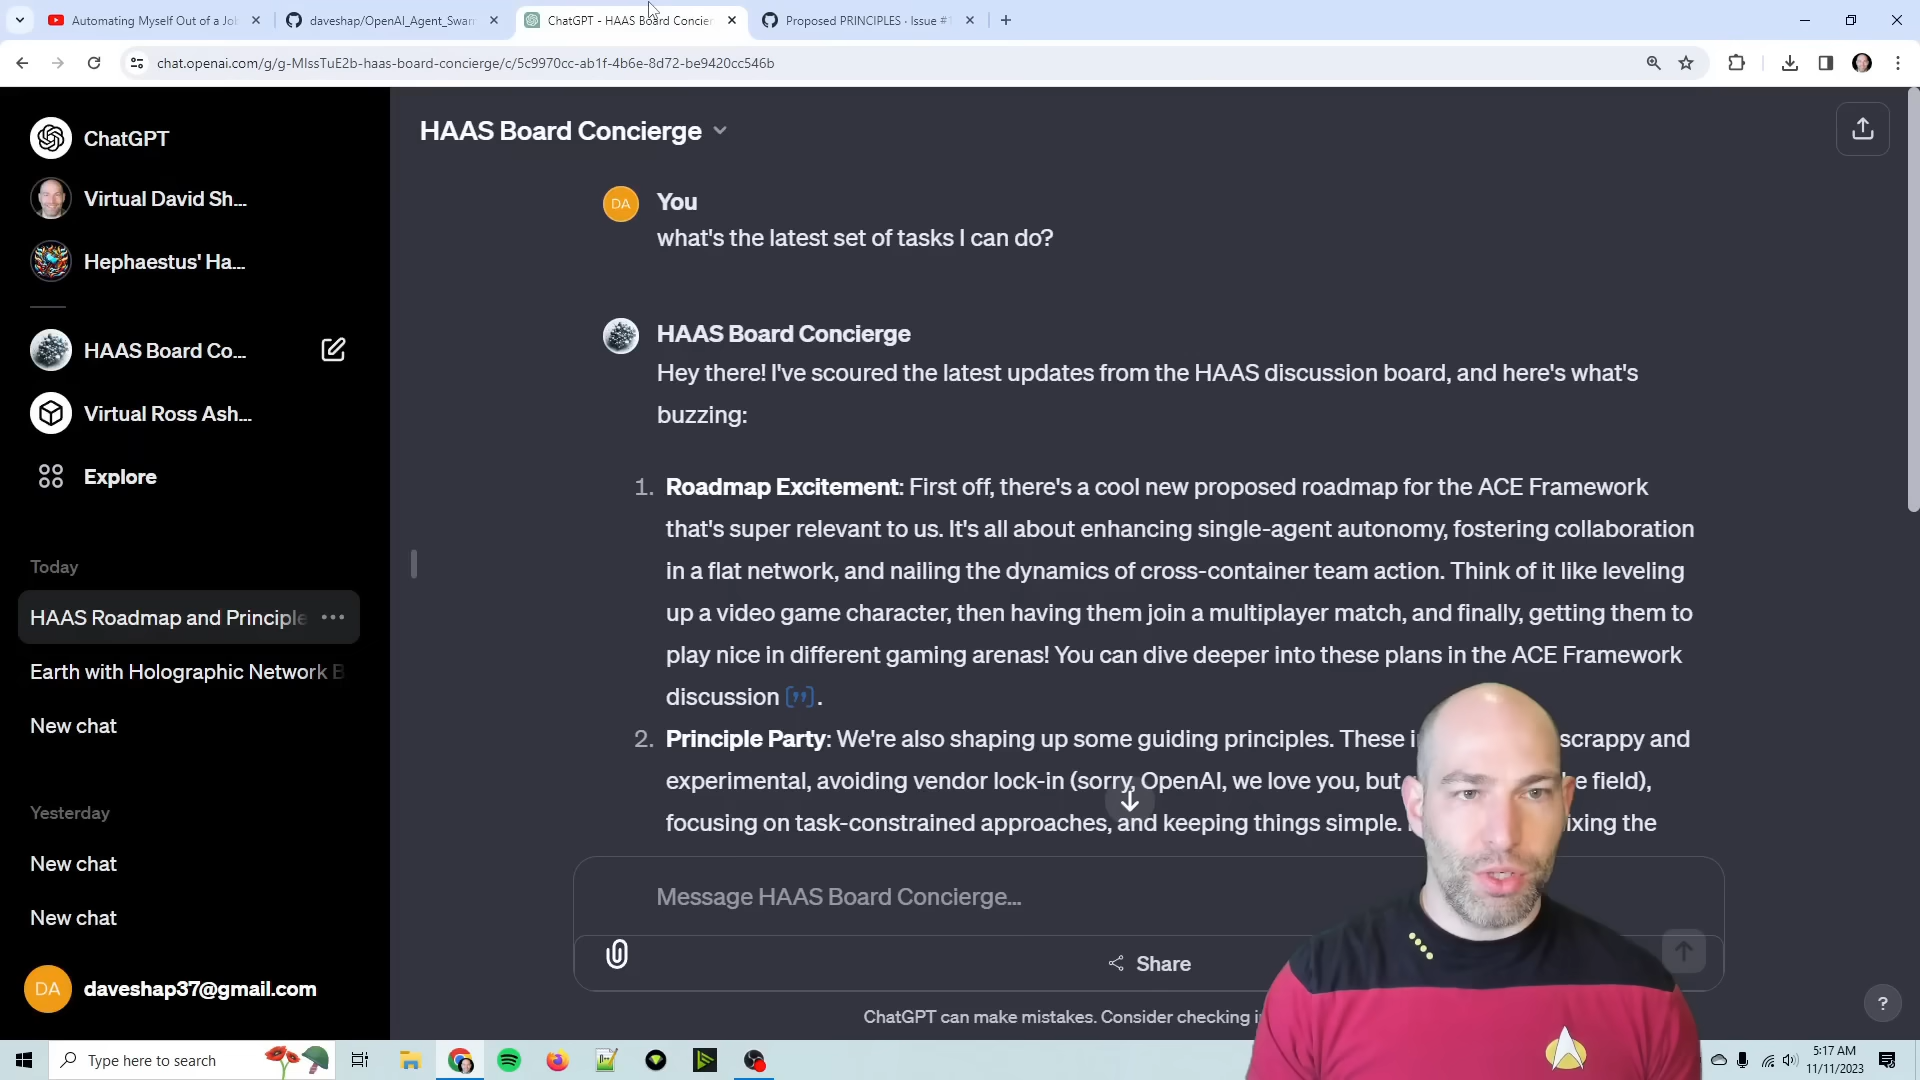 Automating Myself Out of a Jo
daveshap/OpenAI_Agent_Swar
ChatGPT - HAAS Board Concier
Proposed PRINCIPLES · Issue #
chat.openai.com/g/g-MIssTuE2b-haas-board-concierge/c/5c9970cc-ab1f-4b6e-8d72-be9420cc546b
ChatGPT
Virtual David Sh...
Hephaestus' Ha...
HAAS Board Co...
Virtual Ross Ash...
Explore
Today
HAAS Roadmap and Principle
Earth with Holographic Network B
New chat
Yesterday
New chat
New chat
DA
daveshap37@gmail.com
HAAS Board Concierge
DA
You
what's the latest set of tasks I can do?
HAAS Board Concierge
Hey there! I've scoured the latest updates from the HAAS discussion board, and here's what's
buzzing:
1. Roadmap Excitement: First off, there's a cool new proposed roadmap for the ACE Framework
that's super relevant to us. It's all about enhancing single-agent autonomy, fostering collaboration
in a flat network, and nailing the dynamics of cross-container team action. Think of it like leveling
up a video game character, then having them join a multiplayer match, and finally, getting them to
play nice in different gaming arenas! You can dive deeper into these plans in the ACE Framework
discussion ["].
2. Principle Party: We're also shaping up some guiding principles. These scrappy and
experimental, avoiding vendor lock-in (sorry, OpenAI, we love you, but field),
focusing on task-constrained approaches, and keeping things simple. the
Message HAAS Board Concierge...
Share
ChatGPT can make mistakes. Consider checking
?
Type here to search
5:17 AM
11/11/2023